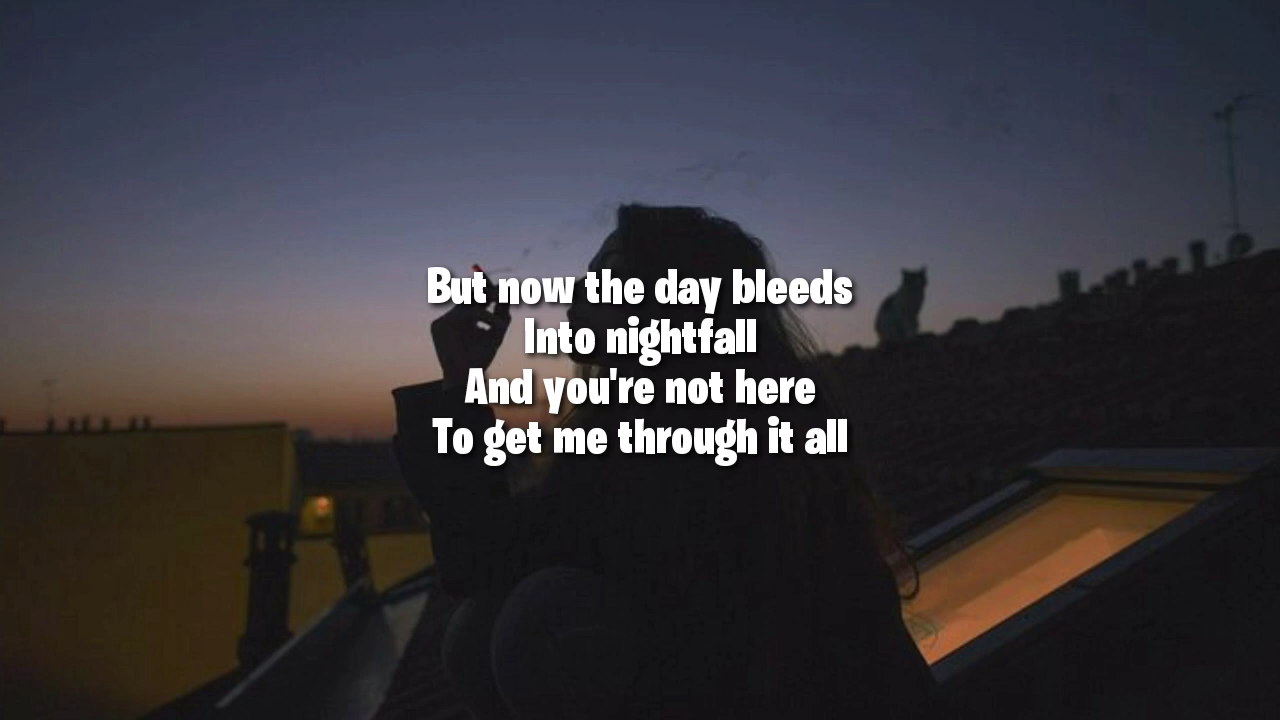 But now the day bleeds
Into nightfall
And you're not here
To get me through it all